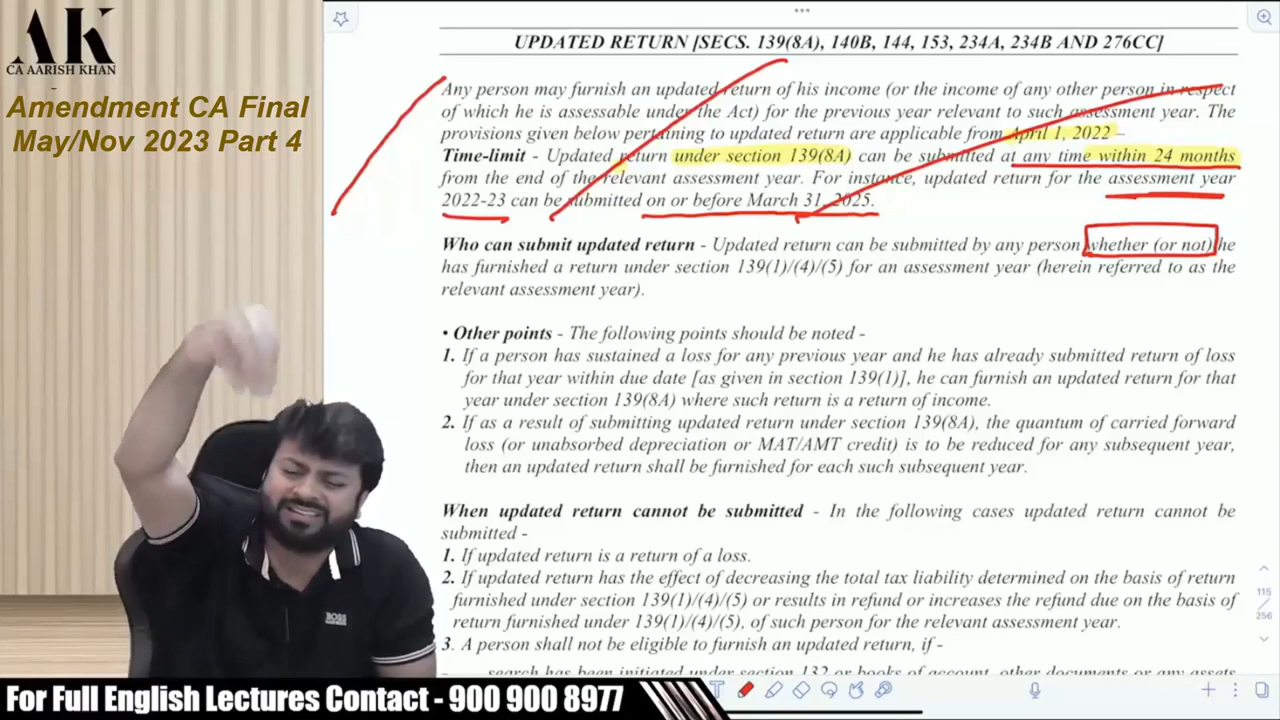 AK
CA AARISH KHAN
Amendment CA Final
May/Nov 2023 Part 4
UPDATED RETURN [SECS. 139(8A), 140B, 144, 153, 234A, 234B AND 276CC]
Any person may furnish an updated return of his income (or the income of any other person in respect
of which he is assessable under the Act) for the previous year relevant to such assessment year. The
provisions given below pertaining to updated return are applicable from April 1, 2022 –
Time-limit - Updated return under section 139(8A) can be submitted at any time within 24 months
from the end of the relevant assessment year. For instance, updated return for the assessment year
2022-23 can be submitted on or before March 31, 2025.
Who can submit updated return - Updated return can be submitted by any person whether (or not) he
has furnished a return under section 139(1)/(4)/(5) for an assessment year (herein referred to as the
relevant assessment year).
• Other points - The following points should be noted -
1. If a person has sustained a loss for any previous year and he has already submitted return of loss
for that year within due date [as given in section 139(1)], he can furnish an updated return for that
year under section 139(8A) where such return is a return of income.
2. If as a result of submitting updated return under section 139(8A), the quantum of carried forward
loss (or unabsorbed depreciation or MAT/AMT credit) is to be reduced for any subsequent year,
then an updated return shall be furnished for each such subsequent year.
When updated return cannot be submitted - In the following cases updated return cannot be
submitted -
1. If updated return is a return of a loss.
2. If updated return has the effect of decreasing the total tax liability determined on the basis of return
furnished under section 139(1)/(4)/(5) or results in refund or increases the refund due on the basis of
return furnished under 139(1)/(4)/(5), of such person for the relevant assessment year.
3. A person shall not be eligible to furnish an updated return, if -
search has been initiated under section 132 or books of account, other documents or any assets
115
256
BOSS
For Full English Lectures Contact - 900 900 8977